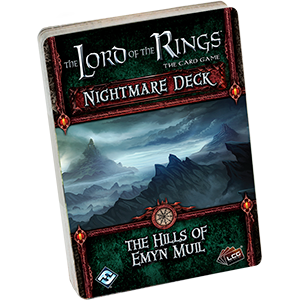 THE LORD OF THE RINGS
THE CARD GAME
NIGHTMARE DECK
THE HILLS OF
EMYN MUIL
LCG